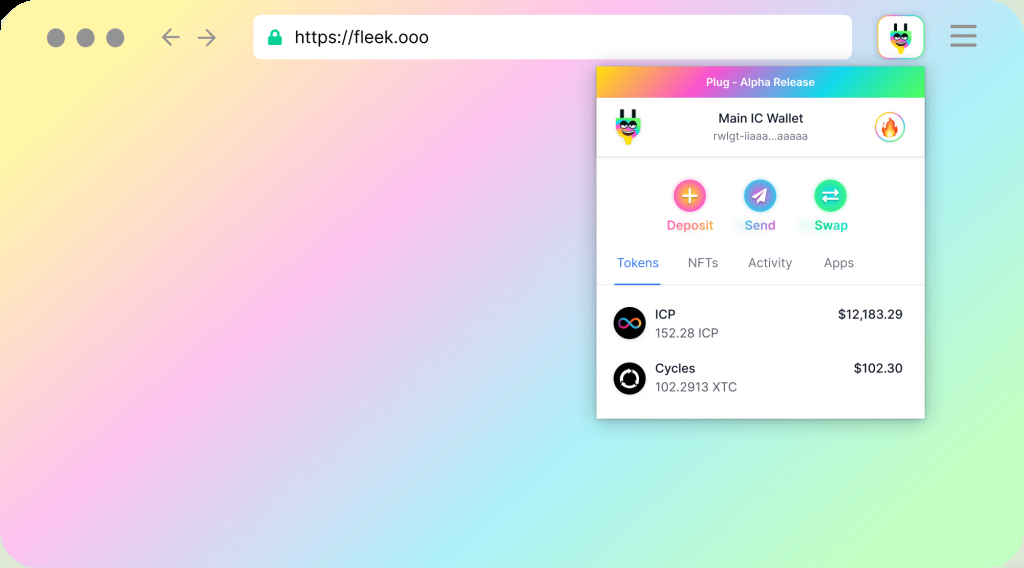 https://fleek.ooo
Plug - Alpha Release
Main IC Wallet
rwlgt-iiaaa...aaaaa
Deposit Send Swap
Tokens NFTs Activity Apps
ICP $12,183.29
152.28 ICP
Cycles $102.30
102.2913 XTC